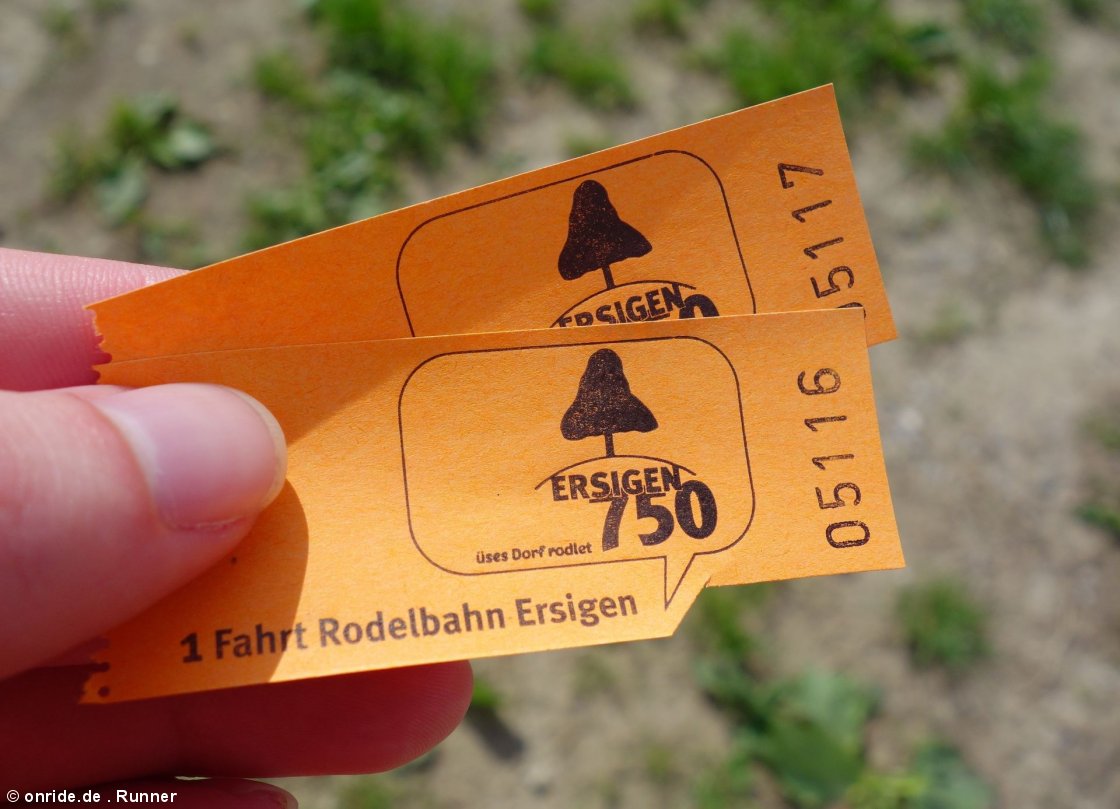 ERSIGEN
05117
ERSIGEN
750
üses Dorf rodlet
1 Fahrt Rodelbahn Ersigen
05116
© onride.de . Runner